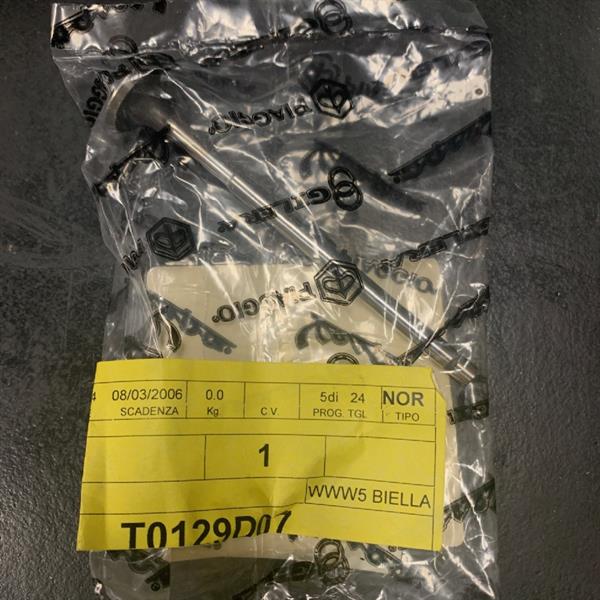 PIAGGIO
GILERA
PIAGGIO
4 08/03/2006 0.0 5di 24 NOR
SCADENZA Kg. C.V. PROG. TGL TIPO
1
WWW5 BIELLA
T0129D07